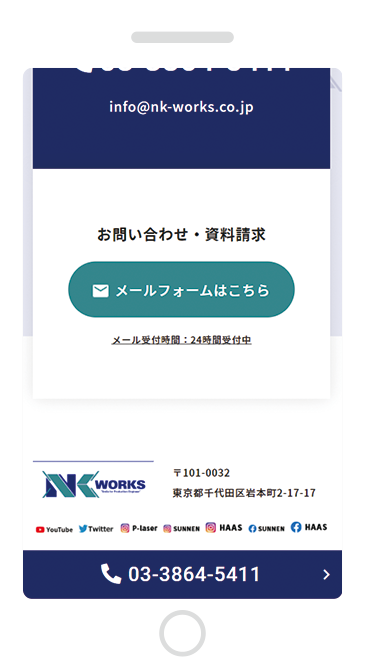 info@nk-works.co.jp
お問い合わせ・資料請求
メールフォームはこちら
メール受付時間：24時間受付中
NK WORKS
〒101-0032
東京都千代田区岩本町2-17-17
YouTube Twitter P-laser SUNNEN HAAS SUNNEN HAAS
03-3864-5411